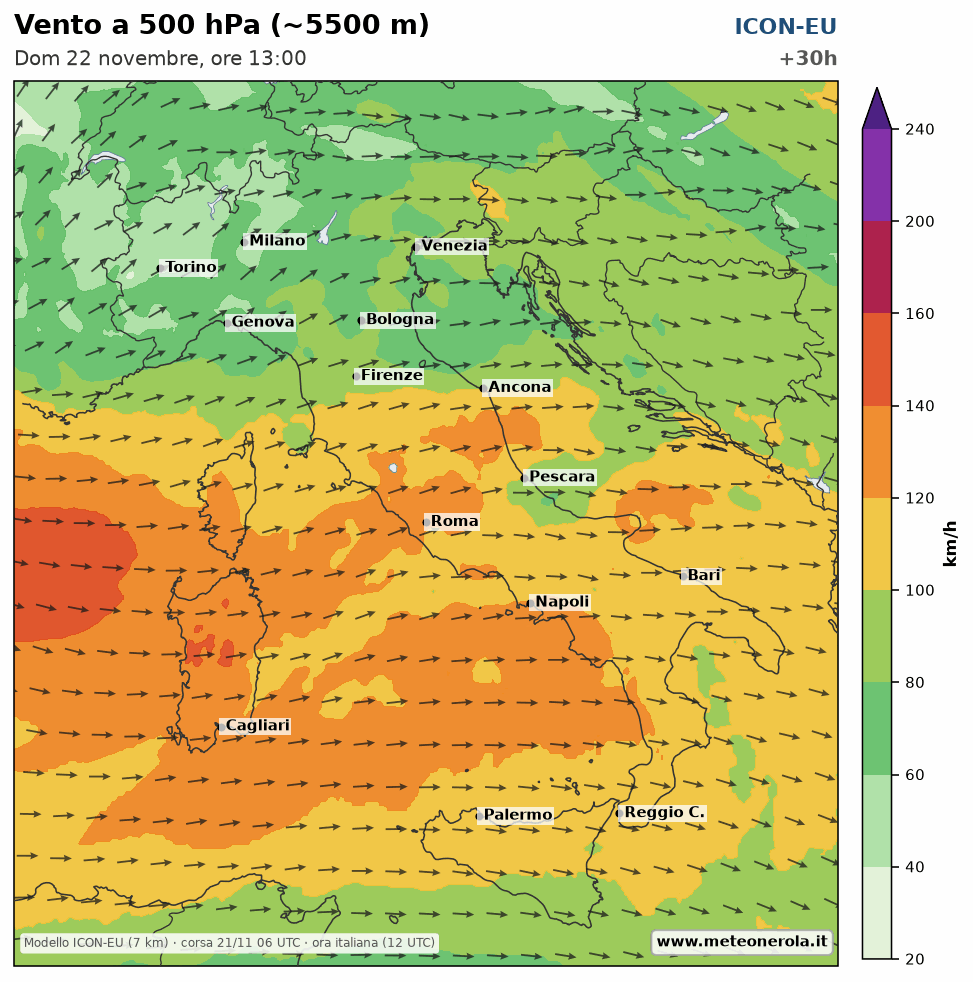 Vento a 500 hPa (~5500 m)
ICON-EU
Dom 22 novembre, ore 13:00
+30h
240
200
160
140
120
100
80
60
40
20
km/h
Milano
Venezia
Torino
Genova
Bologna
Firenze
Ancona
Pescara
Roma
Bari
Napoli
Cagliari
Palermo
Reggio C.
Modello ICON-EU (7 km) · corsa 21/11 06 UTC · ora italiana (12 UTC)
www.meteonerola.it